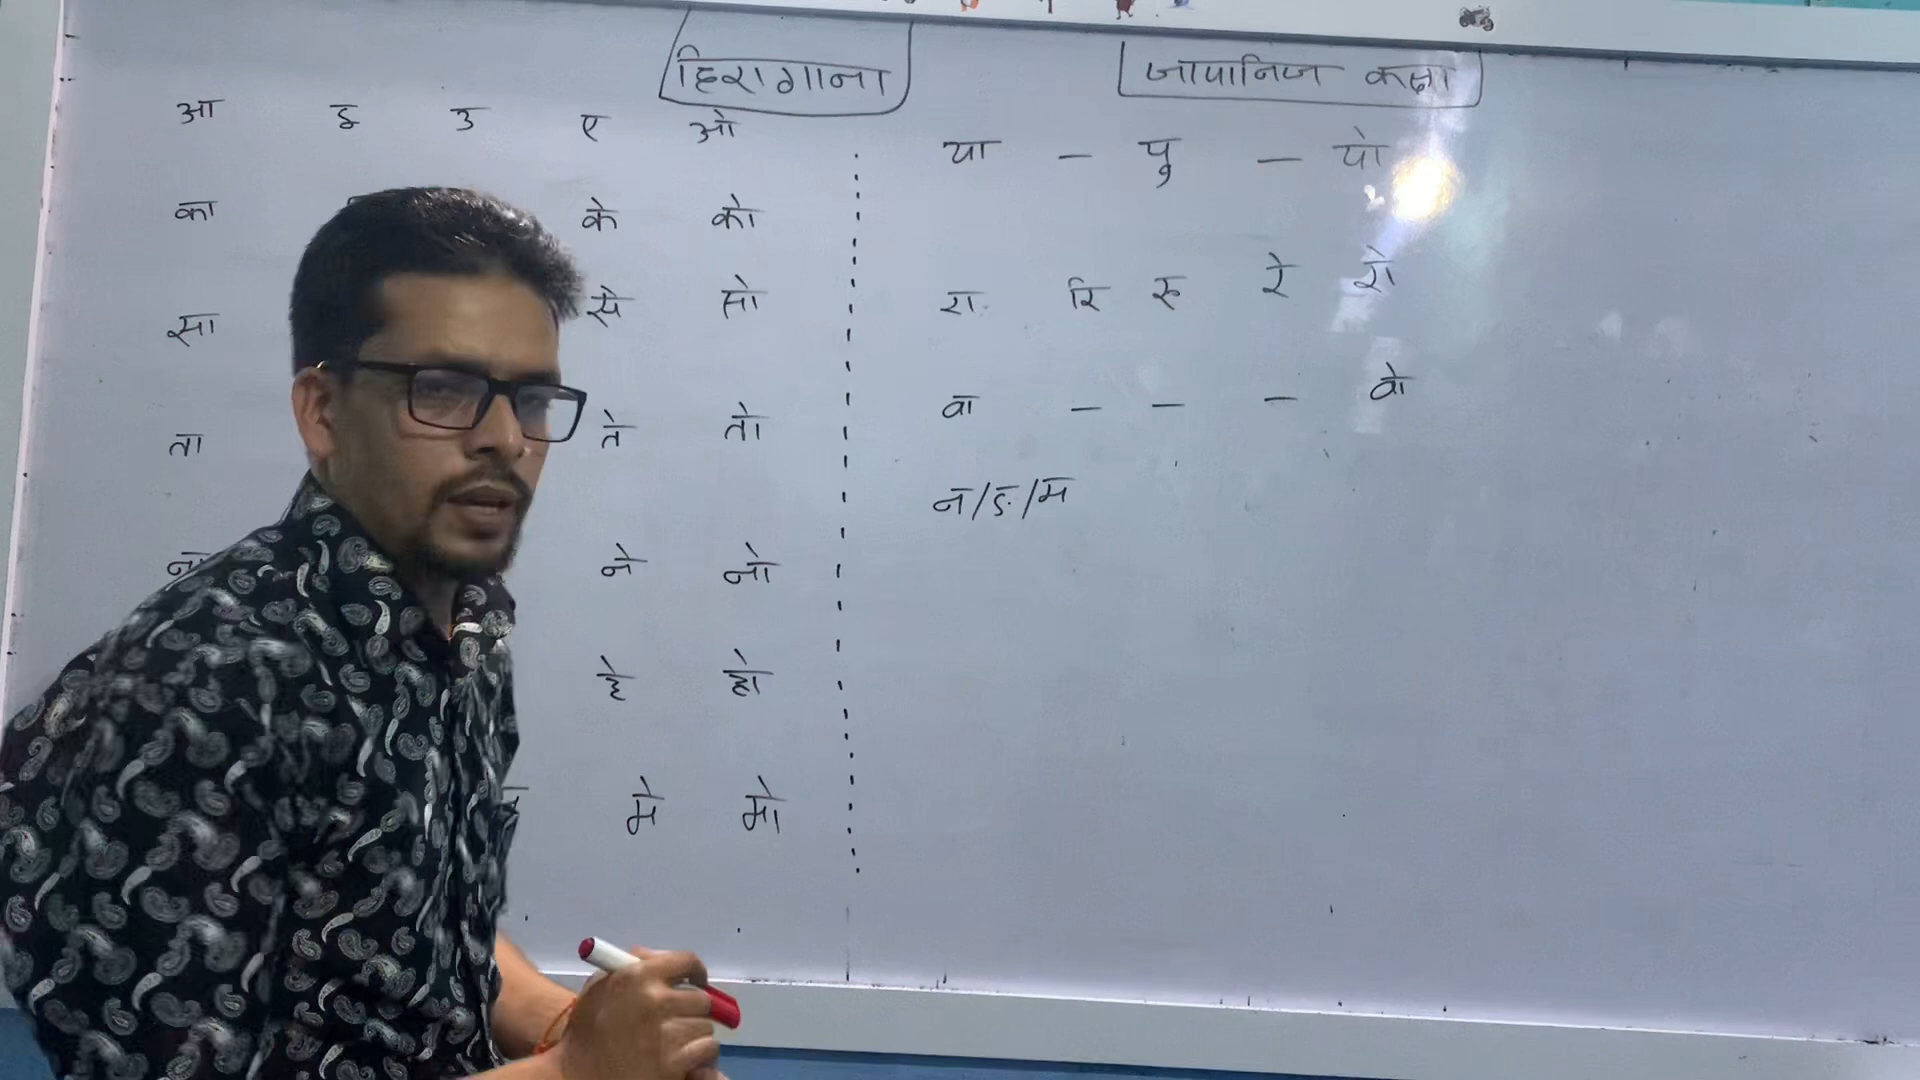 हिरागाना
जापानिज कक्षा
आ इ उ ए ओ
का के को
सा से सो
ता ते तो
ना ने नो
हे हो
मे मो
या – यु – यो
रा रि रु रे रो
वा – – – वो
न/ङ/म